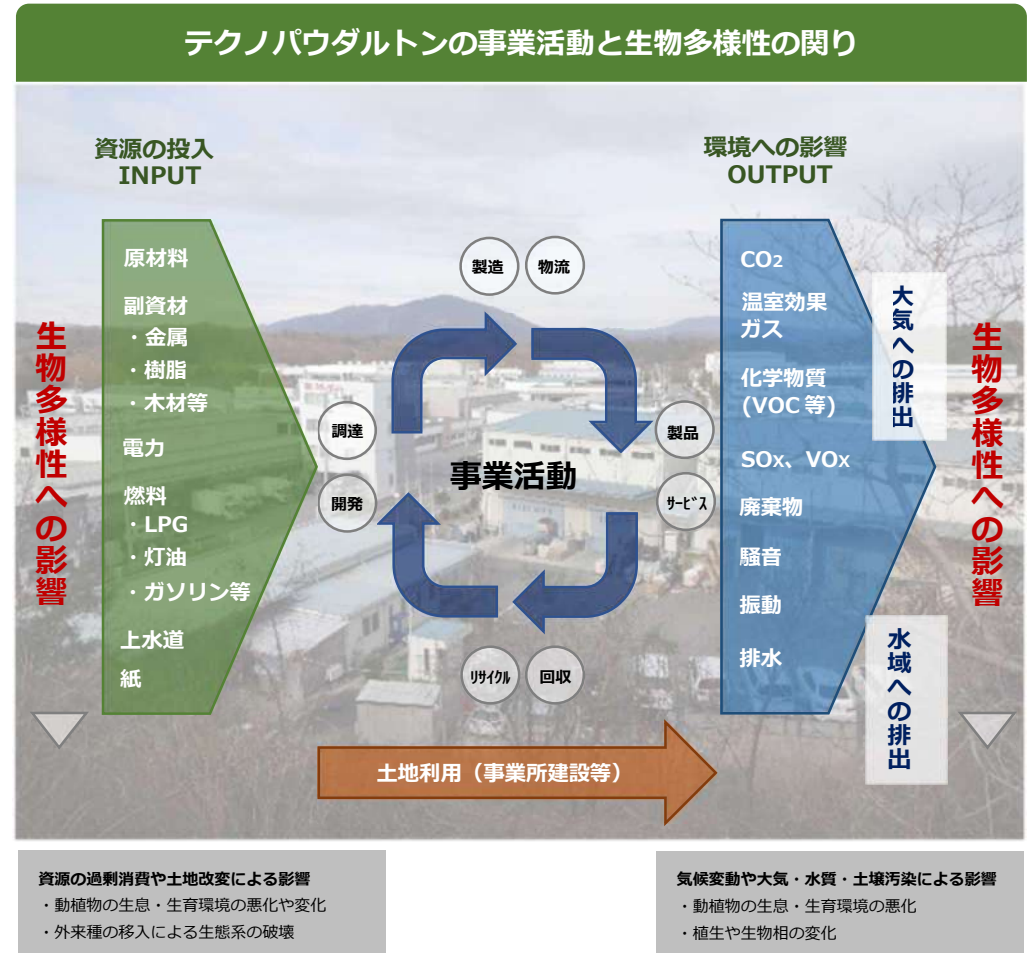 テクノパウダルトンの事業活動と生物多様性の関り
資源の投入
INPUT
環境への影響
OUTPUT
生物多様性への影響
原材料
副資材
・金属
・樹脂
・木材等
電力
燃料
・LPG
・灯油
・ガソリン等
上水道
紙
製造
物流
調達
開発
事業活動
製品
サービス
リサイクル
回収
CO2
温室効果
ガス
化学物質
(VOC 等)
SOx、VOx
廃棄物
騒音
振動
排水
大気への排出
水域への排出
生物多様性への影響
土地利用（事業所建設等）
資源の過剰消費や土地改変による影響
・動植物の生息・生育環境の悪化や変化
・外来種の移入による生態系の破壊
気候変動や大気・水質・土壌汚染による影響
・動植物の生息・生育環境の悪化
・植生や生物相の変化